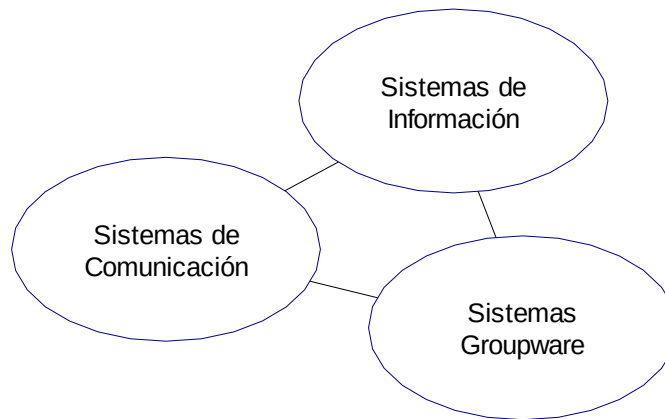 Sistemas de
Información
Sistemas de
Comunicación
Sistemas
Groupware